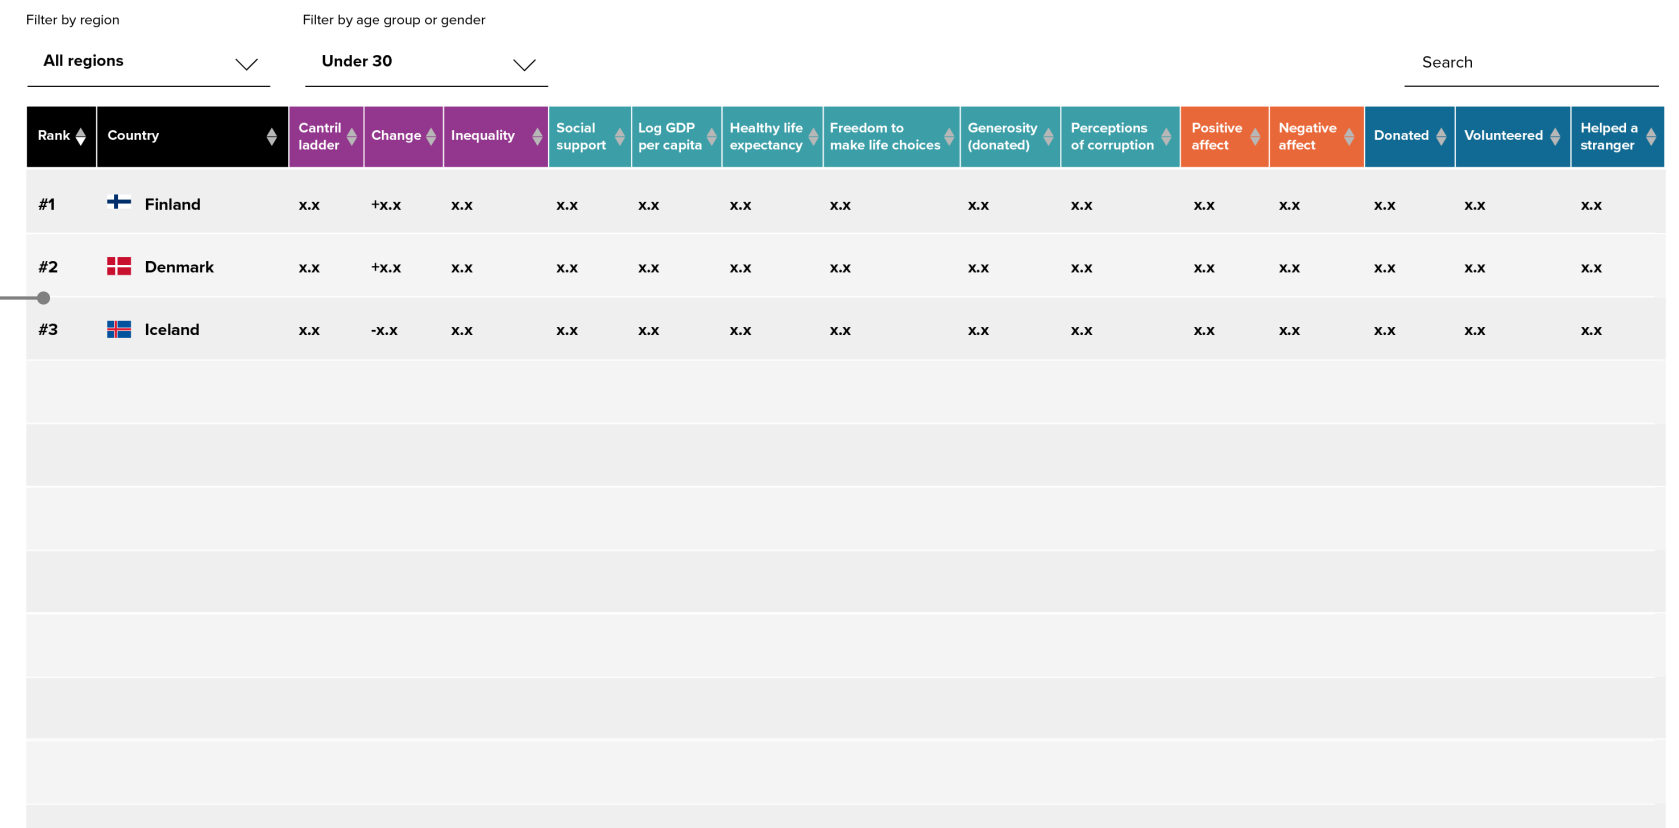 Filter by region
Filter by age group or gender
All regions
Under 30
Search
Rank Country Cantril ladder Change Inequality Social support Log GDP per capita Healthy life expectancy Freedom to make life choices Generosity (donated) Perceptions of corruption Positive affect Negative affect Donated Volunteered Helped a stranger
#1 Finland x.x +x.x x.x x.x x.x x.x x.x x.x x.x x.x x.x x.x x.x x.x
#2 Denmark x.x +x.x x.x x.x x.x x.x x.x x.x x.x x.x x.x x.x x.x x.x
#3 Iceland x.x -x.x x.x x.x x.x x.x x.x x.x x.x x.x x.x x.x x.x x.x